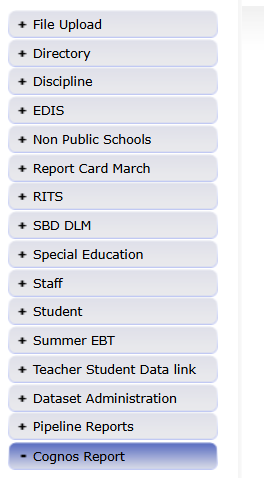 + File Upload
+ Directory
+ Discipline
+ EDIS
+ Non Public Schools
+ Report Card March
+ RITS
+ SBD DLM
+ Special Education
+ Staff
+ Student
+ Summer EBT
+ Teacher Student Data link
+ Dataset Administration
+ Pipeline Reports
- Cognos Report